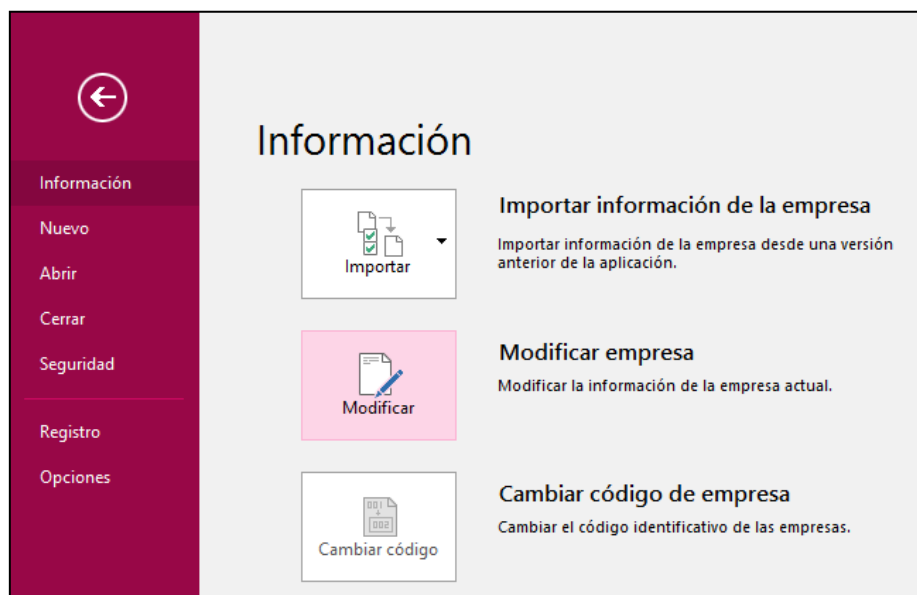 Información
Información
Nuevo
Abrir
Cerrar
Seguridad
Registro
Opciones
Importar
Importar información de la empresa
Importar información de la empresa desde una versión
anterior de la aplicación.
Modificar
Modificar empresa
Modificar la información de la empresa actual.
001
002
Cambiar código
Cambiar código de empresa
Cambiar el código identificativo de las empresas.